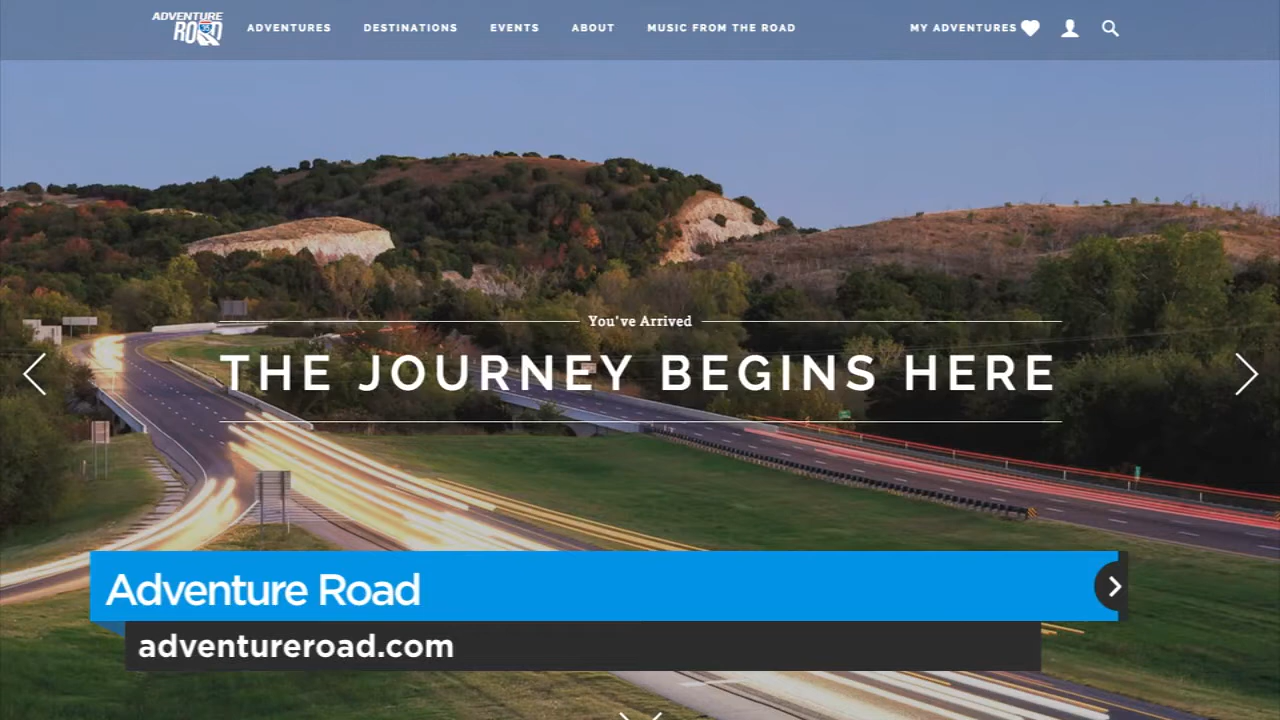 ADVENTURE
ROAD
35
ADVENTURES
DESTINATIONS
EVENTS
ABOUT
MUSIC FROM THE ROAD
MY ADVENTURES
You've Arrived
THE JOURNEY BEGINS HERE
Adventure Road
adventureroad.com